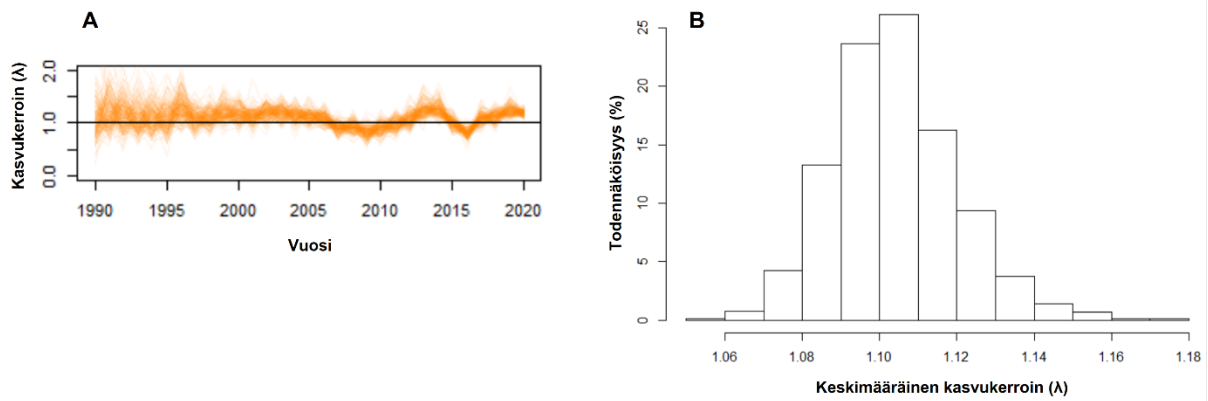 A
Kasvukerroin (λ)
2.0
1.0
0.0
1990 1995 2000 2005 2010 2015 2020
Vuosi
B
Todennäköisyys (%)
25
20
15
10
5
0
1.06 1.08 1.10 1.12 1.14 1.16 1.18
Keskimääräinen kasvukerroin (λ)